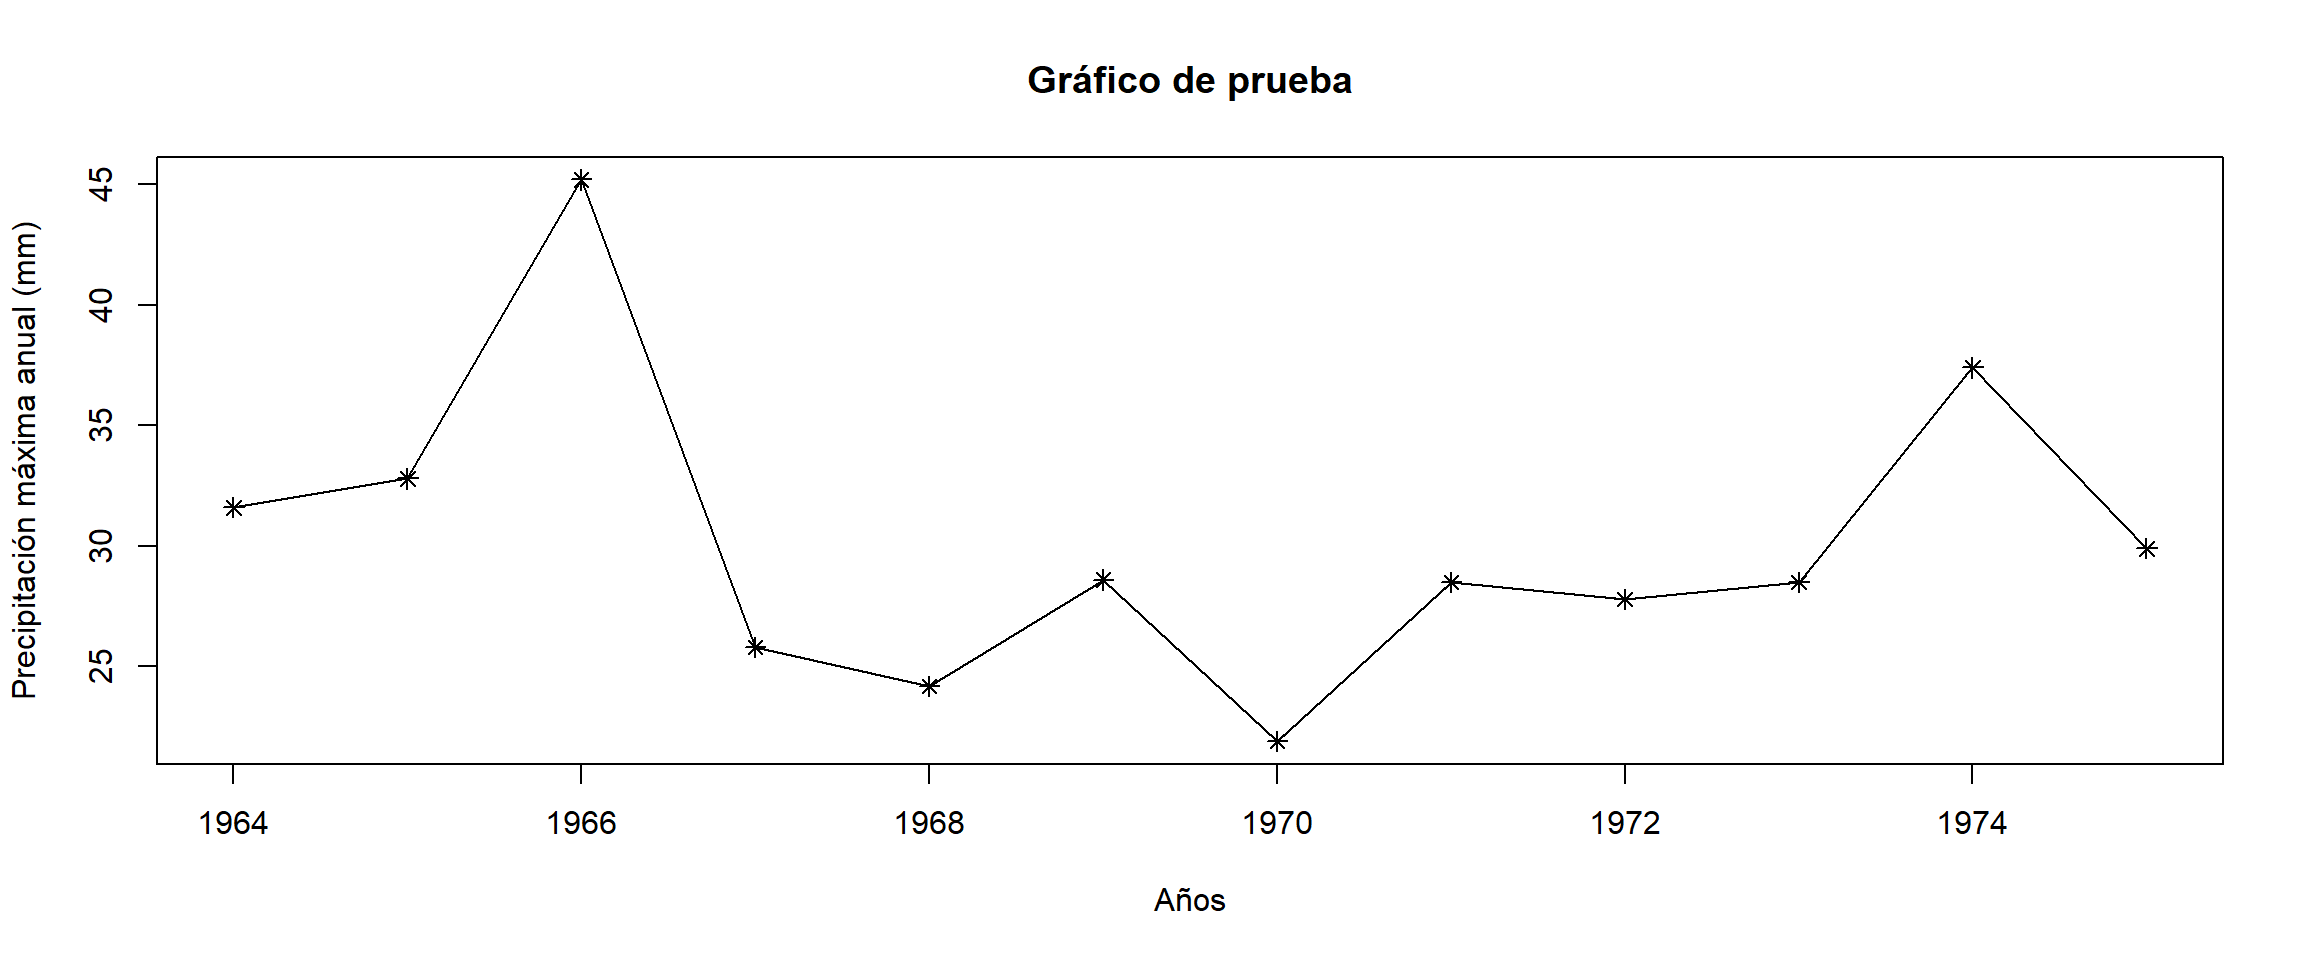 Gráfico de prueba
Precipitación máxima anual (mm)
45
40
35
30
25
1964 1966 1968 1970 1972 1974
Años